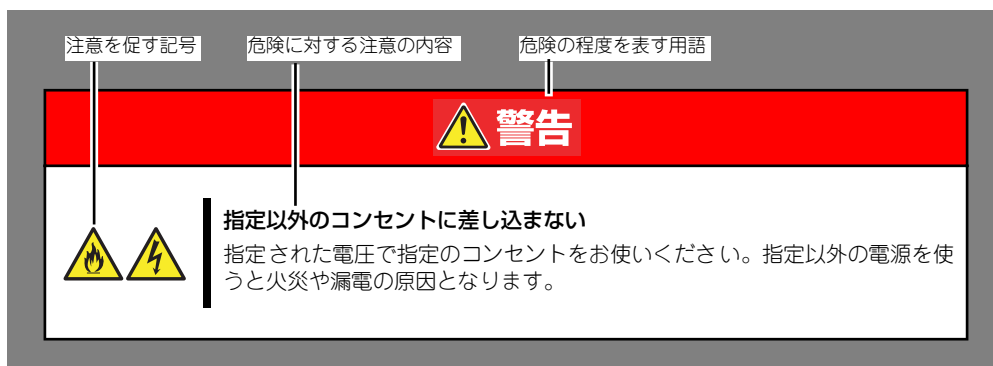 注意を促す記号
危険に対する注意の内容
危険の程度を表す用語
警告
指定以外のコンセントに差し込まない
指定された電圧で指定のコンセントをお使いください。指定以外の電源を使
うと火災や漏電の原因となります。